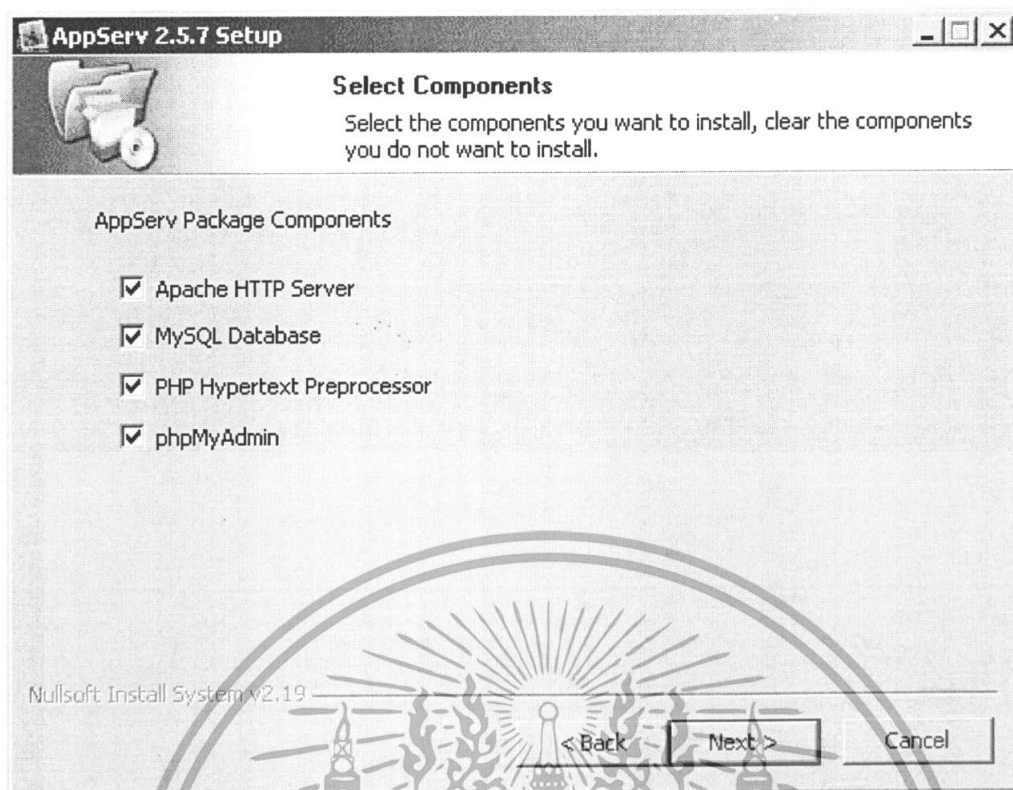 AppServ 2.5.7 Setup
Select Components
Select the components you want to install, clear the components
you do not want to install.
AppServ Package Components
Apache HTTP Server
MySQL Database
PHP Hypertext Preprocessor
phpMyAdmin
Nullsoft Install System v2.19
< Back
Next >
Cancel